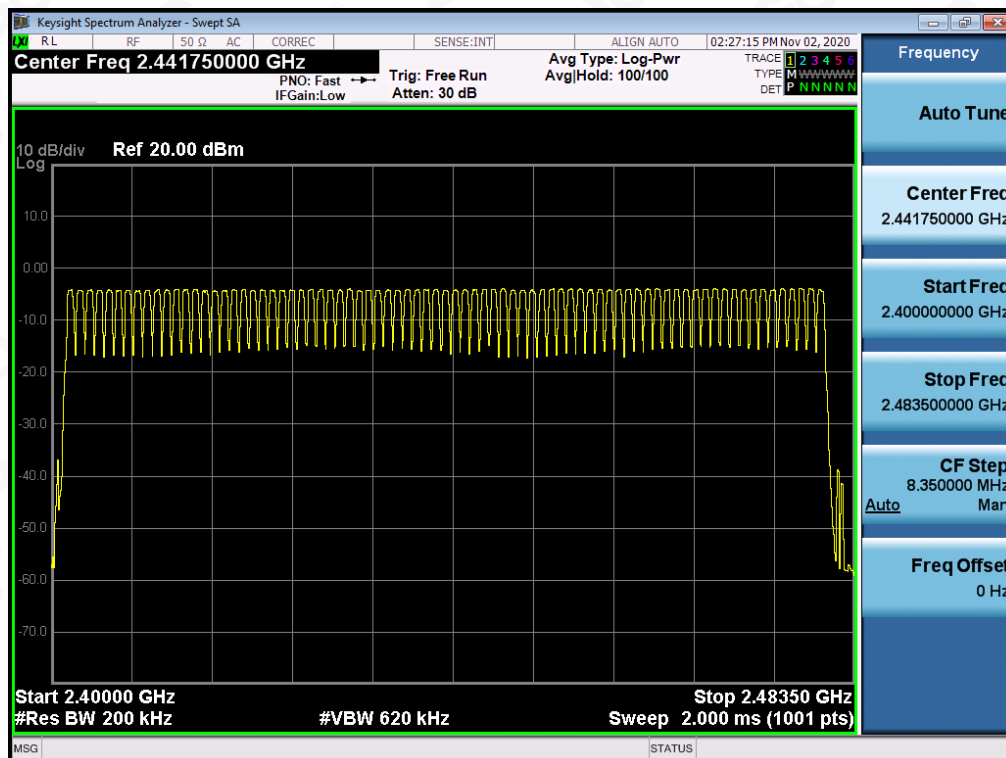 Keysight Spectrum Analyzer - Swept SA
LXI RL RF 50 Ω AC CORREC SENSE:INT ALIGN AUTO 02:27:15 PM Nov 02, 2020
Center Freq 2.441750000 GHz
PNO: Fast
IFGain:Low
Trig: Free Run
Atten: 30 dB
Avg Type: Log-Pwr
Avg|Hold: 100/100
TRACE 1 2 3 4 5 6
TYPE M WWWWW
DET P N N N N N
10 dB/div
Log
Ref 20.00 dBm
10.0
0.00
-10.0
-20.0
-30.0
-40.0
-50.0
-60.0
-70.0
Start 2.40000 GHz
Stop 2.48350 GHz
#Res BW 200 kHz
#VBW 620 kHz
Sweep 2.000 ms (1001 pts)
MSG
STATUS
Frequency
Auto Tune
Center Freq
2.441750000 GHz
Start Freq
2.400000000 GHz
Stop Freq
2.483500000 GHz
CF Step
8.350000 MHz
Auto Man
Freq Offset
0 Hz